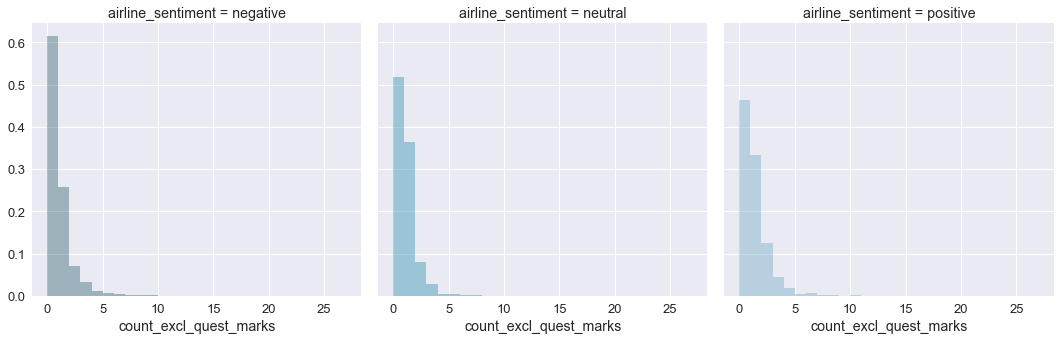 airline_sentiment = negative
airline_sentiment = neutral
airline_sentiment = positive
0.6
0.5
0.4
0.3
0.2
0.1
0.0
0 5 10 15 20 25
0 5 10 15 20 25
0 5 10 15 20 25
count_excl_quest_marks
count_excl_quest_marks
count_excl_quest_marks